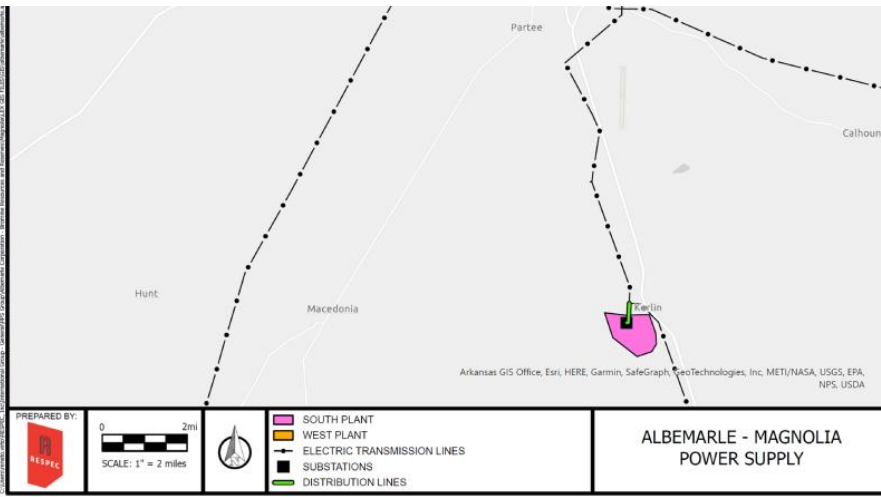 Partee
Calhoun
Hunt
Macedonia
Kerlin
Arkansas GIS Office, Esri, HERE, Garmin, SafeGraph, GeoTechnologies, Inc, METI/NASA, USGS, EPA,
NPS, USDA
PREPARED BY:
RESPEC
0 2mi
SCALE: 1" = 2 miles
SOUTH PLANT
WEST PLANT
ELECTRIC TRANSMISSION LINES
SUBSTATIONS
DISTRIBUTION LINES
ALBEMARLE - MAGNOLIA
POWER SUPPLY